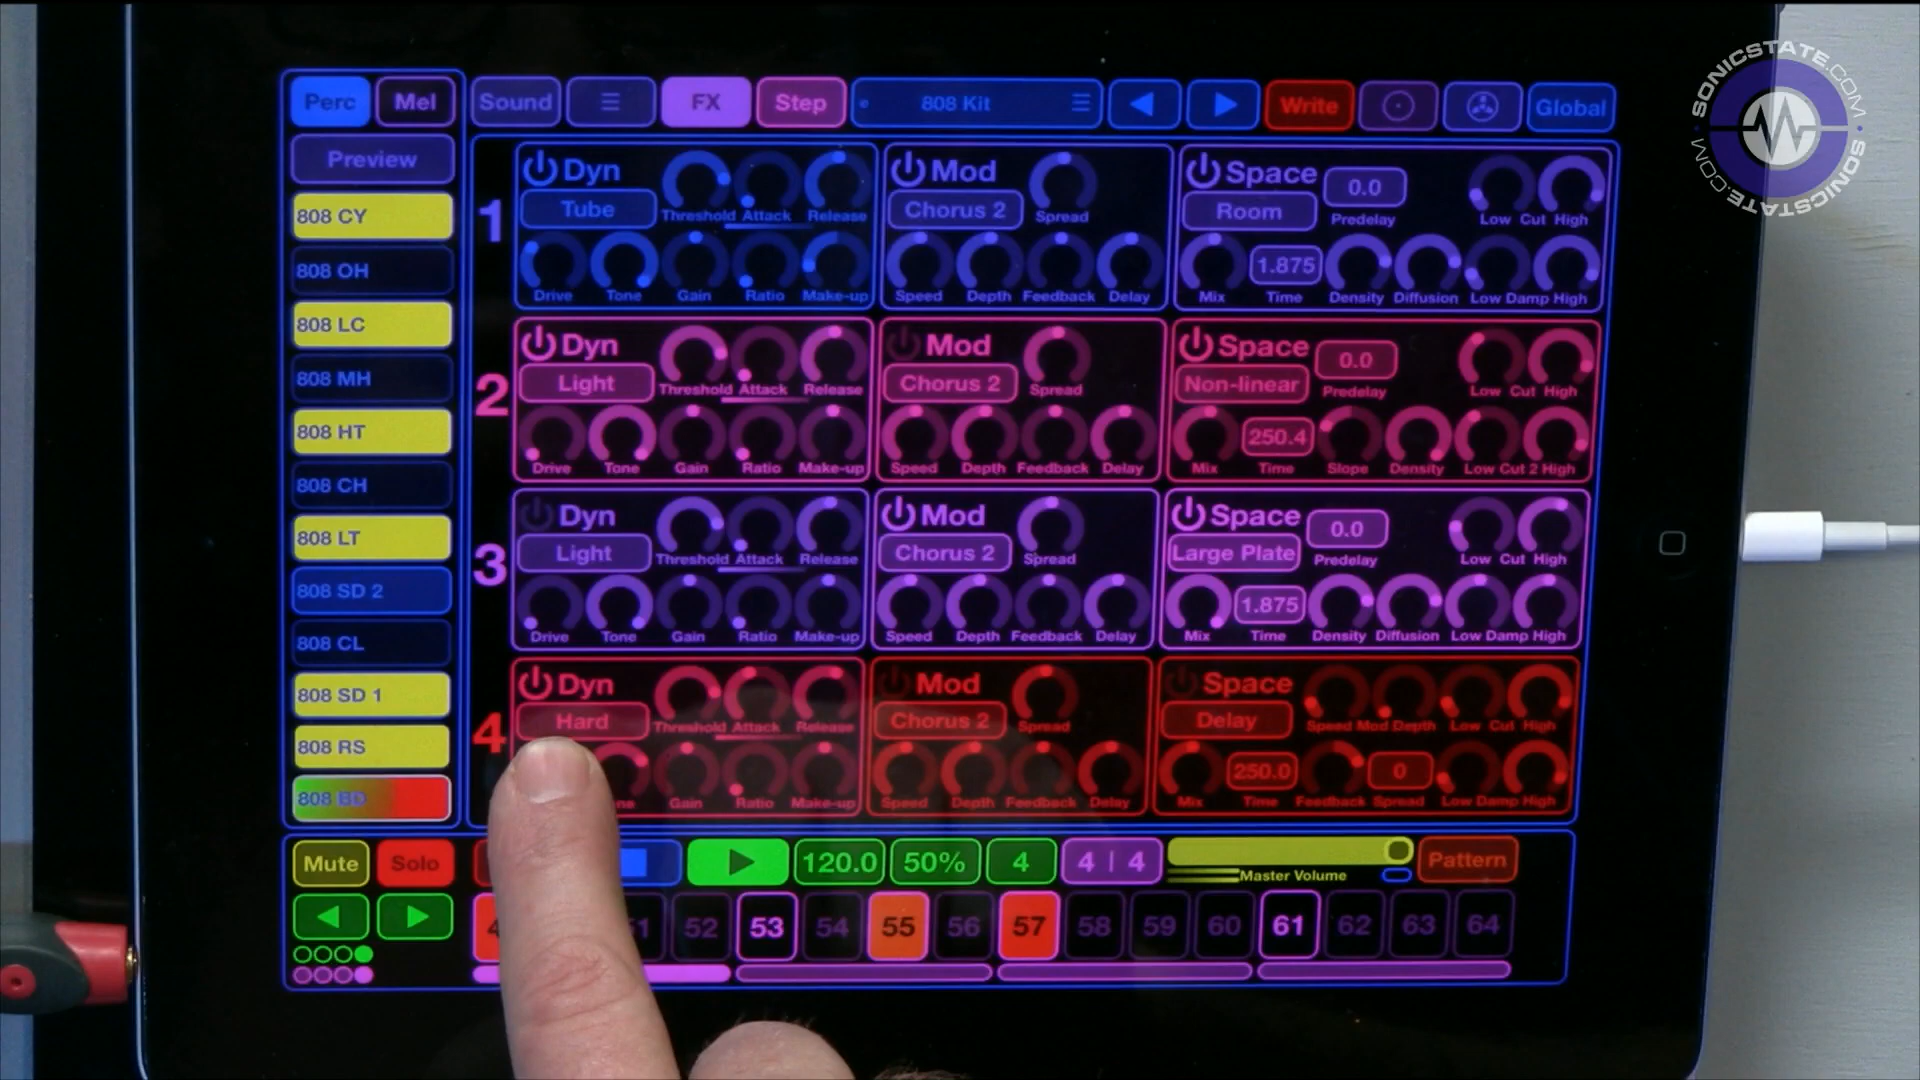 SONICSTATE.COM • SONICSTATE.COM •
Perc Mel Sound FX Step 808 Kit Write Global
Preview
808 CY
808 OH
808 LC
808 MH
808 HT
808 CH
808 LT
808 SD 2
808 CL
808 SD 1
808 RS
808 BD
1 Dyn Mod Space 0.0
Tube Threshold Attack Release Chorus 2 Spread Room Predelay Low Cut High
1.875
Drive Tone Gain Ratio Make-up Speed Depth Feedback Delay Mix Time Density Diffusion Low Damp High
2 Dyn Mod Space 0.0
Light Threshold Attack Release Chorus 2 Spread Non-linear Predelay Low Cut High
250.4
Drive Tone Gain Ratio Make-up Speed Depth Feedback Delay Mix Time Slope Density Low Cut 2 High
3 Dyn Mod Space 0.0
Light Threshold Attack Release Chorus 2 Spread Large Plate Predelay Low Cut High
1.875
Drive Tone Gain Ratio Make-up Speed Depth Feedback Delay Mix Time Density Diffusion Low Damp High
4 Dyn Mod Space
Hard Threshold Attack Release Chorus 2 Spread Delay Speed Mod Depth Low Cut High
250.0 0
Gain Ratio Make-up Speed Depth Feedback Delay Mix Time Feedback Spread Low Damp High
Mute Solo 120.0 50% 4 4 | 4 Master Volume Pattern
52 53 54 55 56 57 58 59 60 61 62 63 64